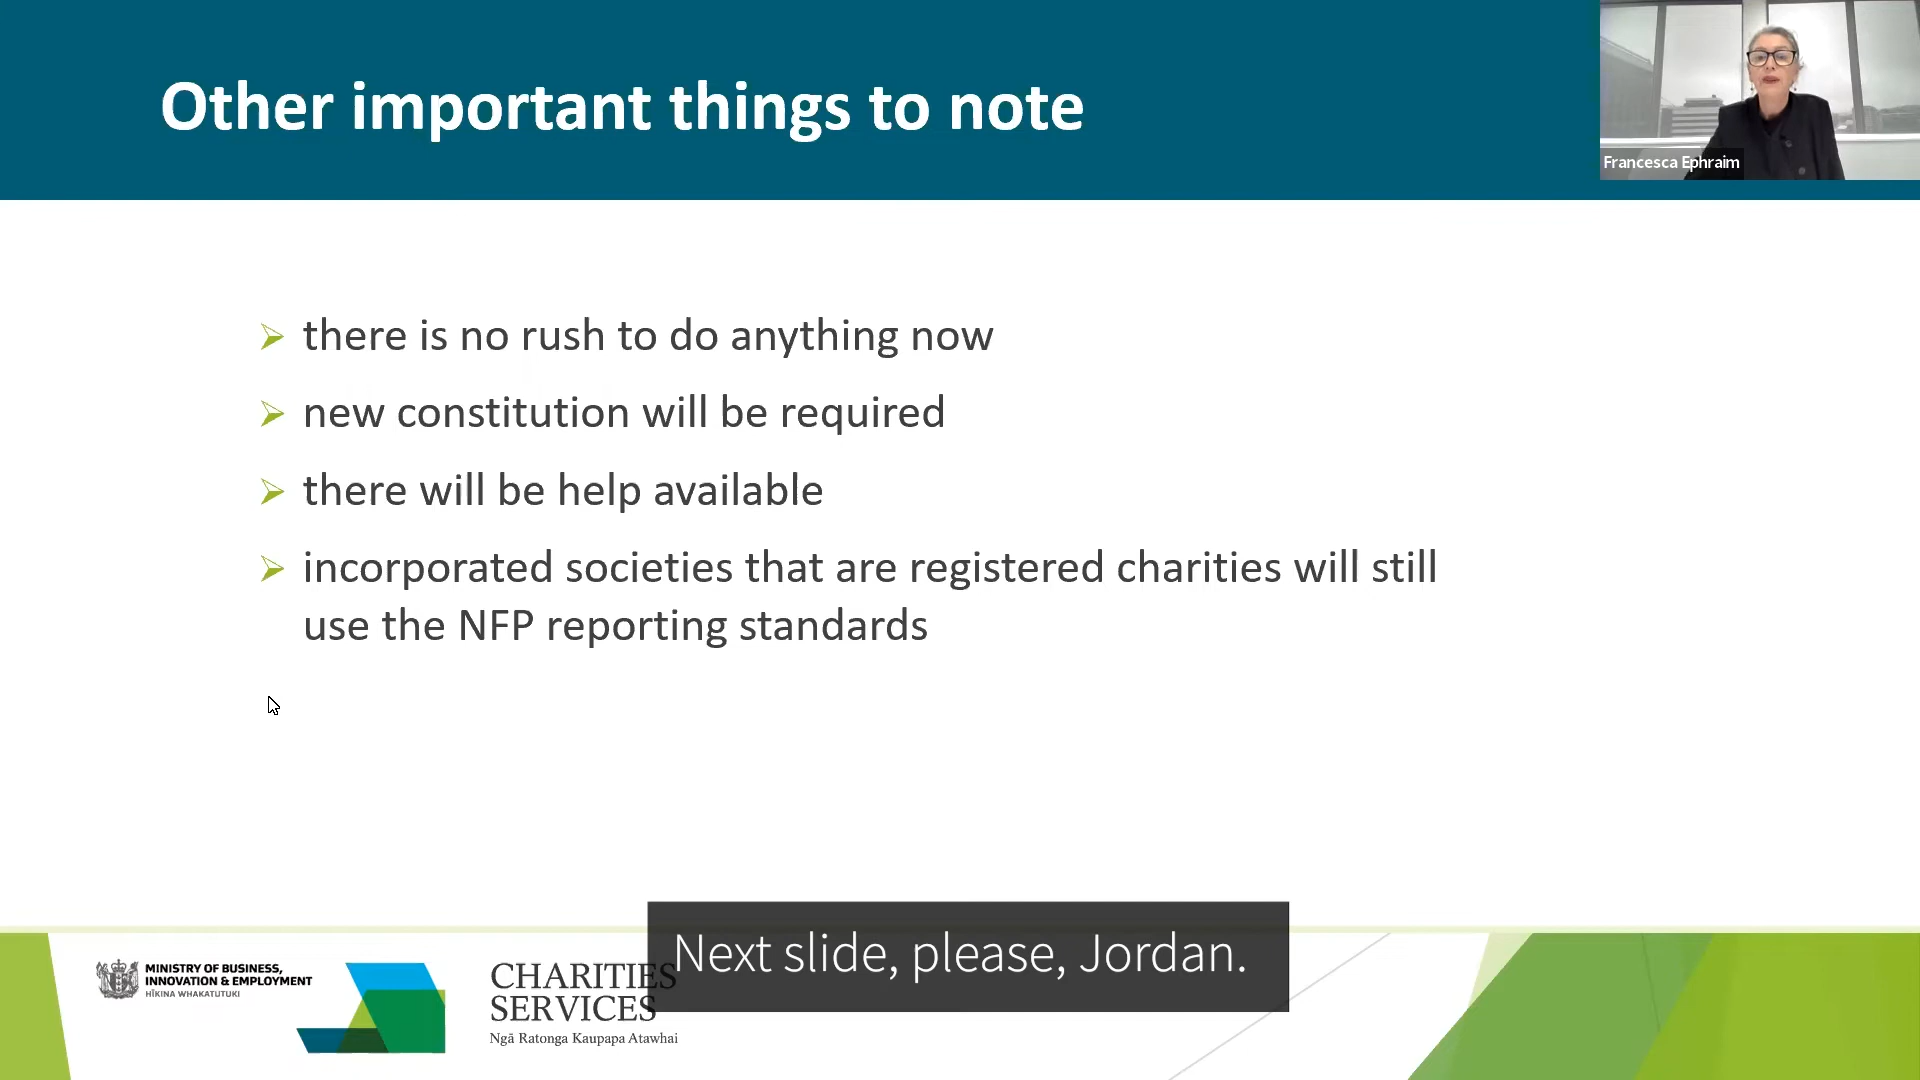 Other important things to note
Francesca Ephraim
there is no rush to do anything now
new constitution will be required
there will be help available
incorporated societies that are registered charities will still
use the NFP reporting standards
Next slide, please, Jordan.
MINISTRY OF BUSINESS,
INNOVATION & EMPLOYMENT
HĪKINA WHAKATUTUKI
CHARITIES
SERVICES
Ngā Ratonga Kaupapa Atawhai